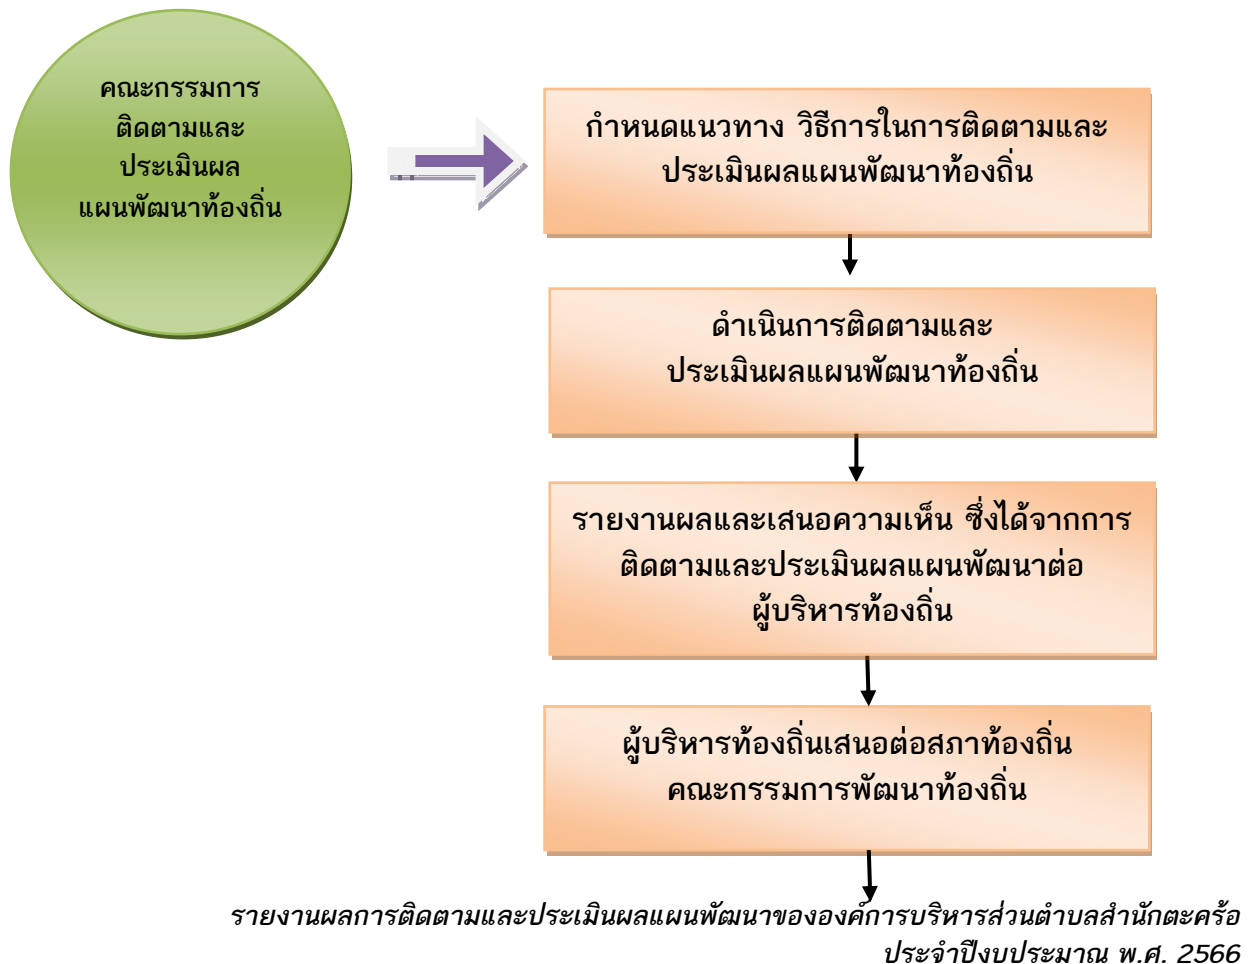 คณะกรรมการ
ติดตามและ
ประเมินผล
แผนพัฒนาท้องถิ่น
กำหนดแนวทาง วิธีการในการติดตามและ
ประเมินผลแผนพัฒนาท้องถิ่น
ดำเนินการติดตามและ
ประเมินผลแผนพัฒนาท้องถิ่น
รายงานผลและเสนอความเห็น ซึ่งได้จากการ
ติดตามและประเมินผลแผนพัฒนาต่อ
ผู้บริหารท้องถิ่น
ผู้บริหารท้องถิ่นเสนอต่อสภาท้องถิ่น
คณะกรรมการพัฒนาท้องถิ่น
รายงานผลการติดตามและประเมินผลแผนพัฒนาขององค์การบริหารส่วนตำบลสำนักตะคร้อ
ประจำปีงบประมาณ พ.ศ. 2566